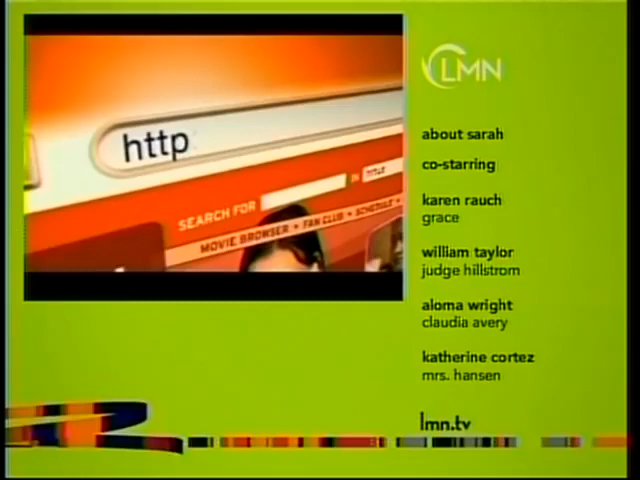 http
SEARCH FOR IN TITLE
MOVIE BROWSER • FAN CLUB • SCHEDULE •
LMN
about sarah
co-starring
karen rauch
grace
william taylor
judge hillstrom
aloma wright
claudia avery
katherine cortez
mrs. hansen
lmn.tv